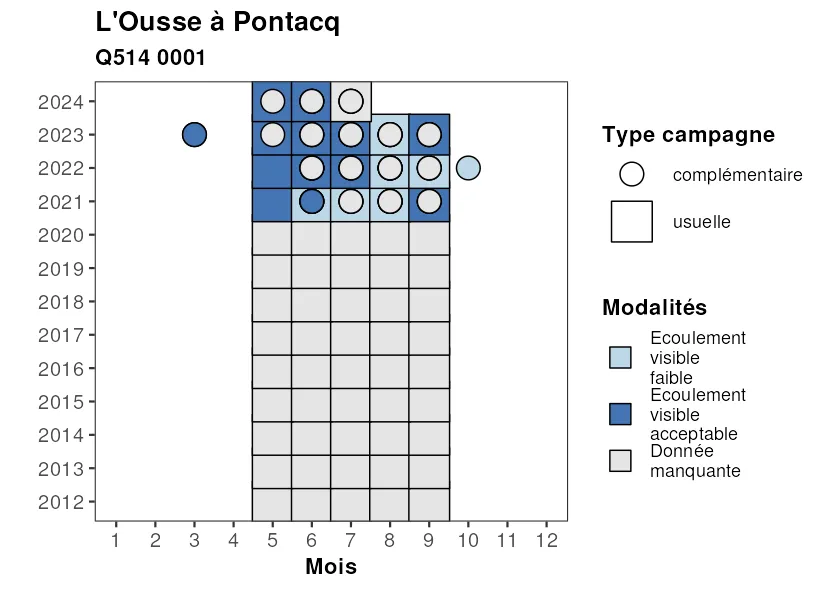 L'Ousse à Pontacq
Q514 0001
2024
2023
2022
2021
2020
2019
2018
2017
2016
2015
2014
2013
2012
1 2 3 4 5 6 7 8 9 10 11 12
Mois
Type campagne
complémentaire
usuelle
Modalités
Ecoulement
visible
faible
Ecoulement
visible
acceptable
Donnée
manquante